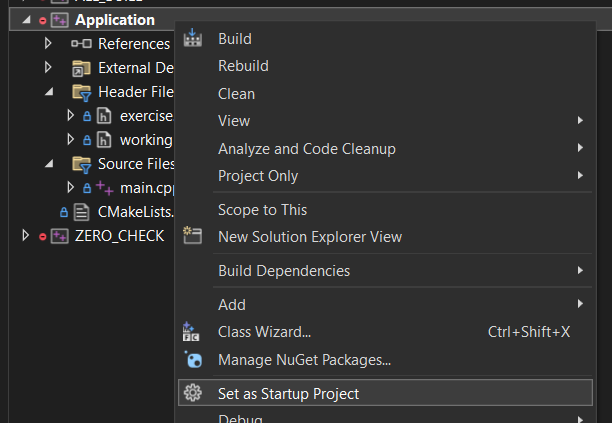 Application
References
External De
Header File
exercise
working
Source Files
main.cpp
CMakeLists.
ZERO_CHECK
Build
Rebuild
Clean
View
Analyze and Code Cleanup
Project Only
Scope to This
New Solution Explorer View
Build Dependencies
Add
Class Wizard... Ctrl+Shift+X
Manage NuGet Packages...
Set as Startup Project
Debug